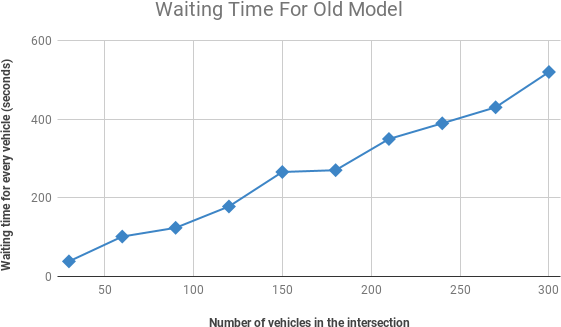 Waiting Time For Old Model
Waiting time for every vehicle (seconds)
600
400
200
0
50 100 150 200 250 300
Number of vehicles in the intersection